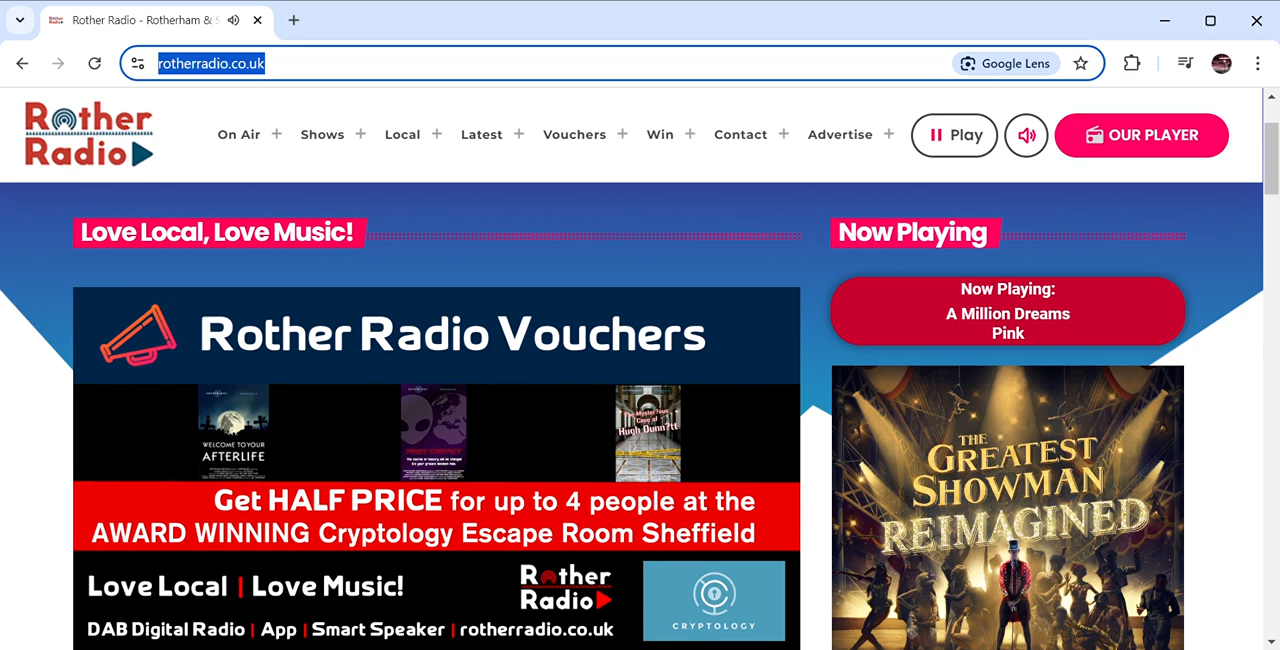 Rother Radio - Rotherham & S
rotherradio.co.uk
Google Lens
Rother
Radio
On Air
Shows
Local
Latest
Vouchers
Win
Contact
Advertise
Play
OUR PLAYER
Love Local, Love Music!
Now Playing
Rother Radio Vouchers
Now Playing:
A Million Dreams
Pink
WELCOME TO YOUR
AFTERLIFE
Get HALF PRICE for up to 4 people at the
AWARD WINNING Cryptology Escape Room Sheffield
Love Local | Love Music!
Rother
Radio
CRYPTOLOGY
DAB Digital Radio | App | Smart Speaker | rotherradio.co.uk
THE
GREATEST
SHOWMAN
REIMAGINED